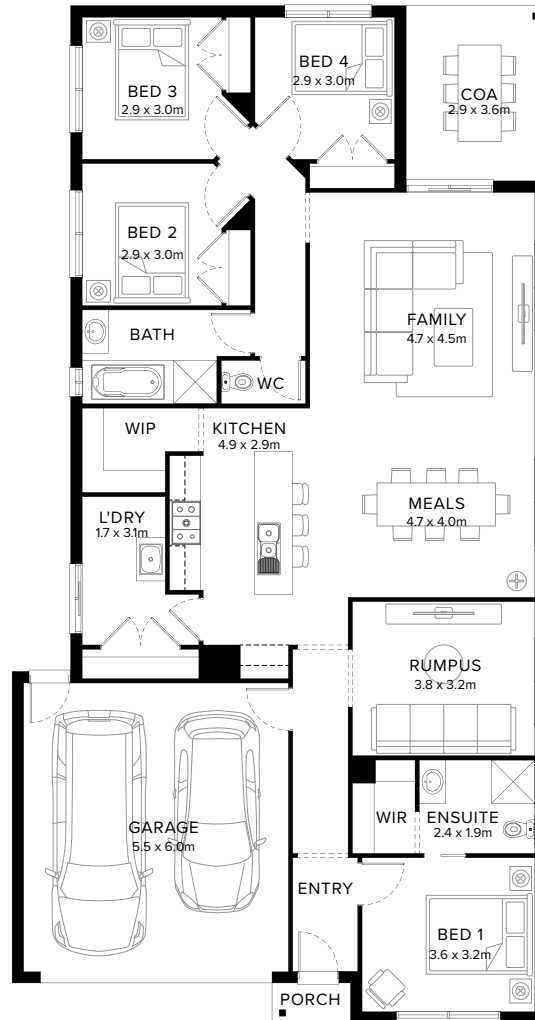 BED 3
2.9 x 3.0m
BED 4
2.9 x 3.0m
COA
2.9 x 3.6m
BED 2
2.9 x 3.0m
FAMILY
4.7 x 4.5m
BATH
WC
WIP
KITCHEN
4.9 x 2.9m
L'DRY
1.7 x 3.1m
MEALS
4.7 x 4.0m
RUMPUS
3.8 x 3.2m
GARAGE
5.5 x 6.0m
WIR
ENSUITE
2.4 x 1.9m
ENTRY
BED 1
3.6 x 3.2m
PORCH